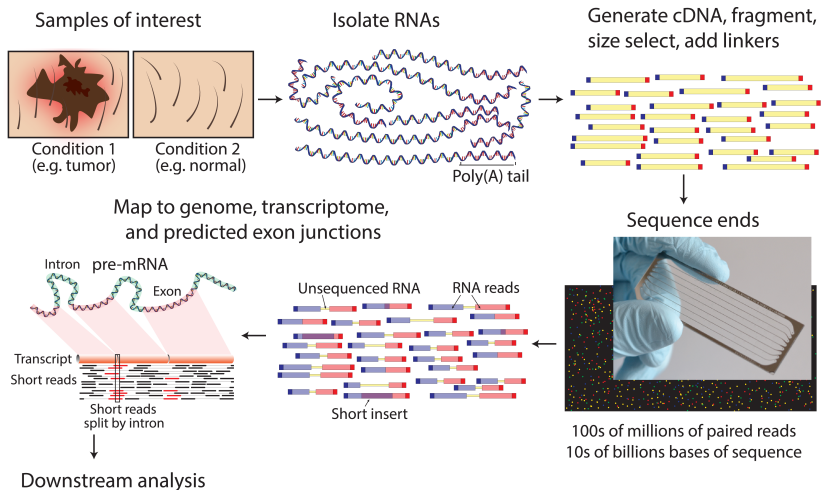 Samples of interest
Condition 1
(e.g. tumor)
Condition 2
(e.g. normal)
Isolate RNAs
Poly(A) tail
Generate cDNA, fragment,
size select, add linkers
Sequence ends
100s of millions of paired reads
10s of billions bases of sequence
Unsequenced RNA
RNA reads
Short insert
Map to genome, transcriptome,
and predicted exon junctions
Intron
pre-mRNA
Exon
Transcript
Short reads
Short reads
split by intron
Downstream analysis